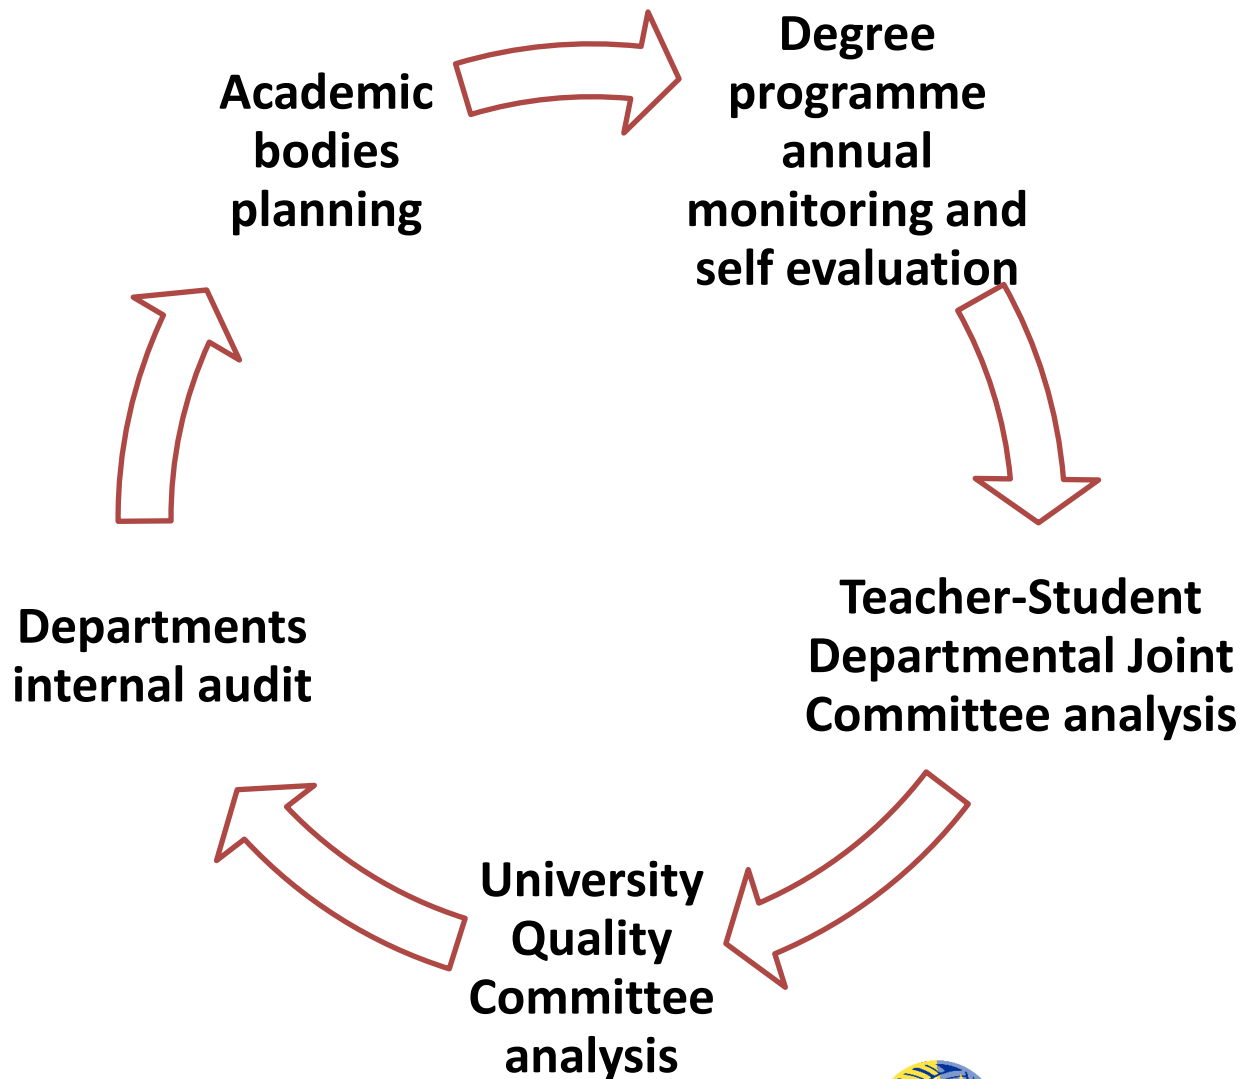 Academic
bodies
planning
Degree
programme
annual
monitoring and
self evaluation
Teacher-Student
Departmental Joint
Committee analysis
University
Quality
Committee
analysis
Departments
internal audit